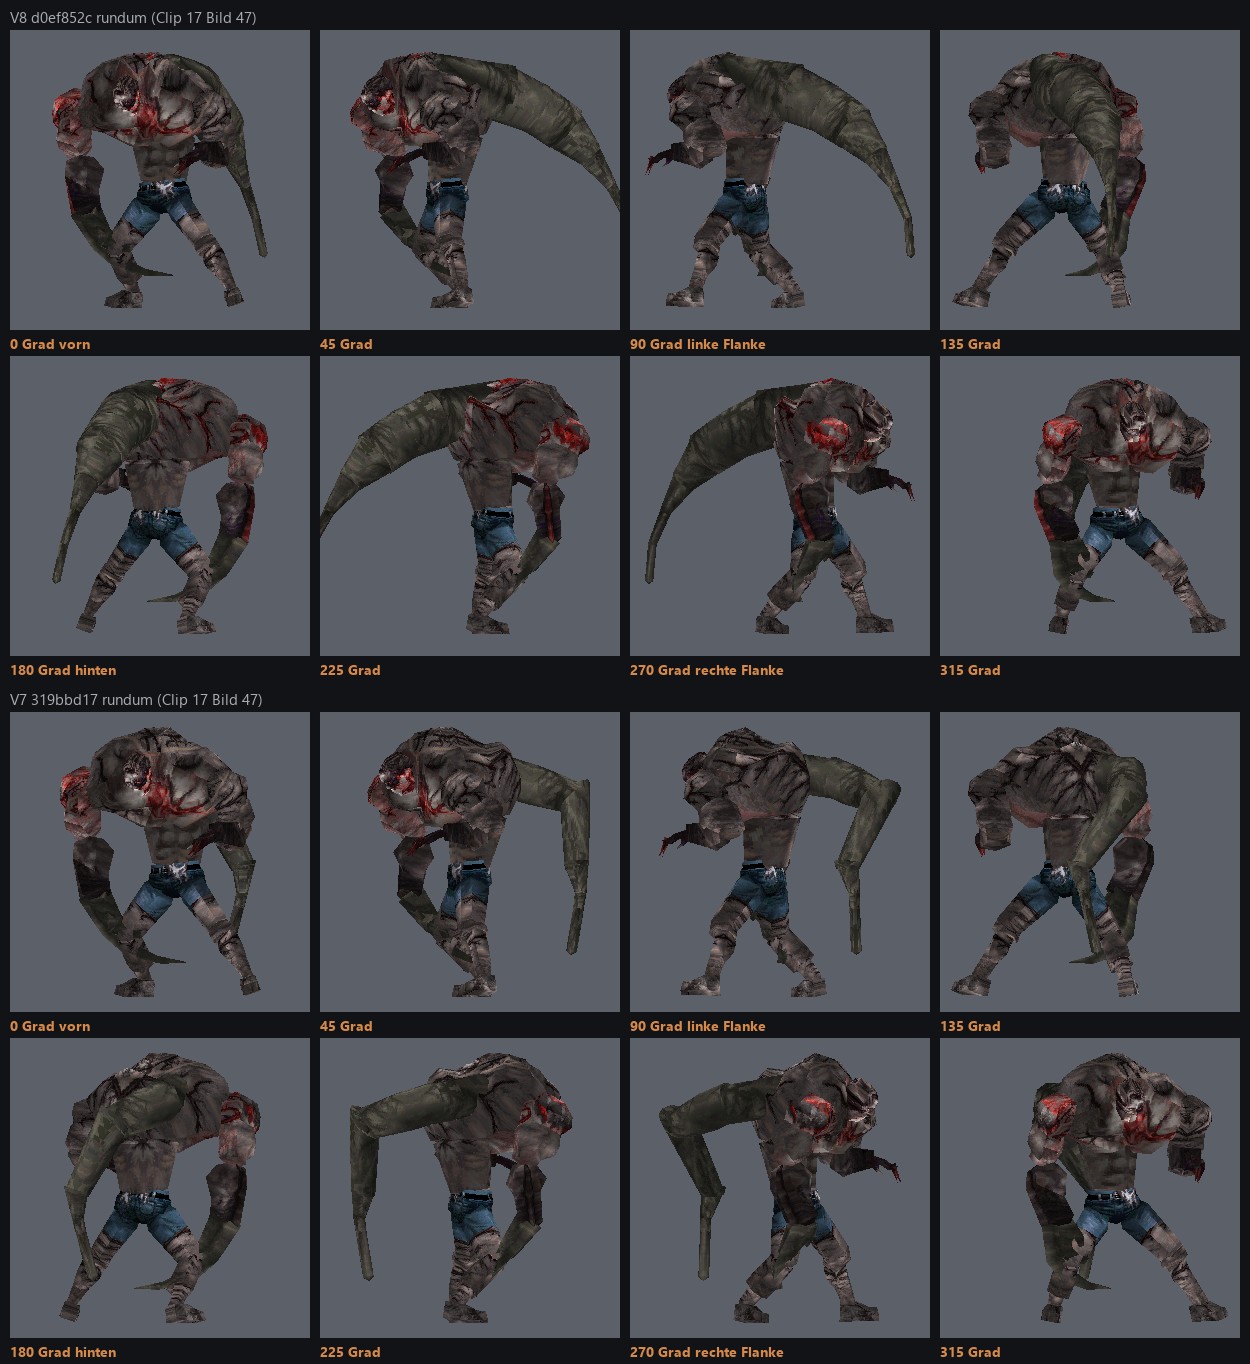 V8 d0ef852c rundum (Clip 17 Bild 47)
0 Grad vorn
45 Grad
90 Grad linke Flanke
135 Grad
180 Grad hinten
225 Grad
270 Grad rechte Flanke
315 Grad
V7 319bbd17 rundum (Clip 17 Bild 47)
0 Grad vorn
45 Grad
90 Grad linke Flanke
135 Grad
180 Grad hinten
225 Grad
270 Grad rechte Flanke
315 Grad